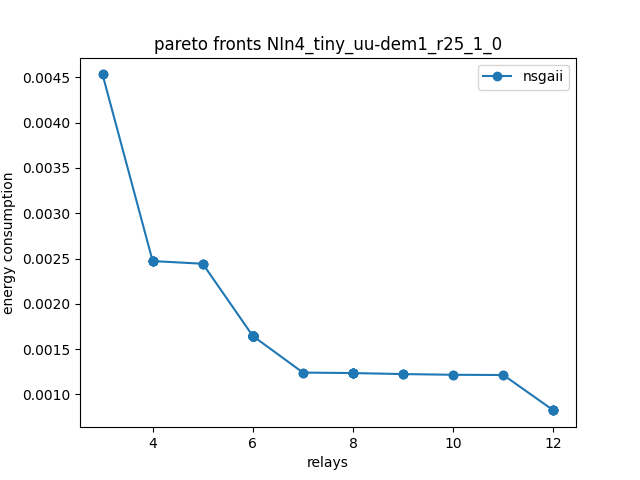 pareto fronts NIn4_tiny_uu-dem1_r25_1_0
nsgaii
energy consumption
0.0045
0.0040
0.0035
0.0030
0.0025
0.0020
0.0015
0.0010
4 6 8 10 12
relays